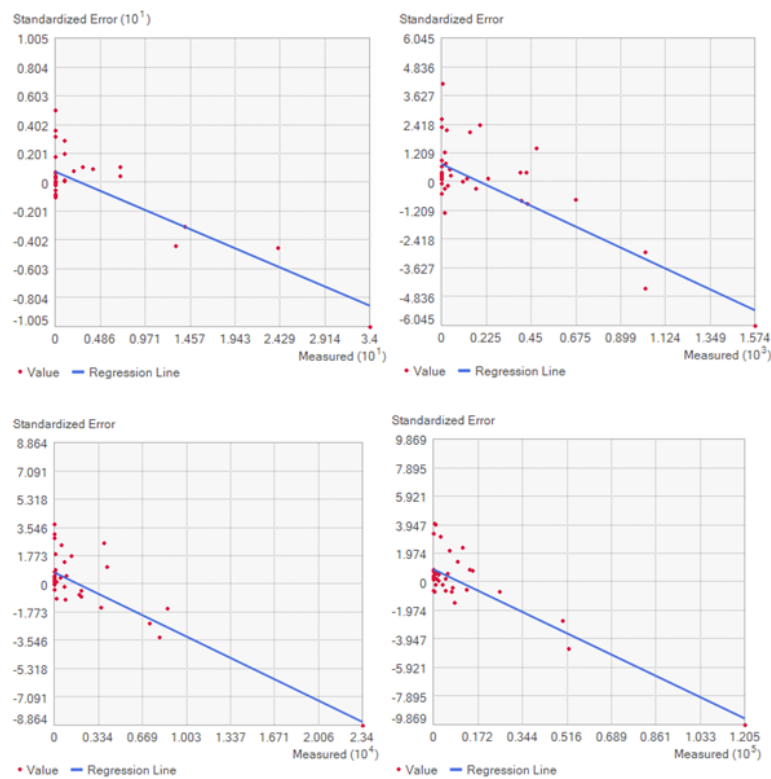 Standardized Error (10¹)
1.005
0.804
0.603
0.402
0.201
0
-0.201
-0.402
-0.603
-0.804
-1.005
0 0.486 0.971 1.457 1.943 2.429 2.914 3.4
Measured (10¹)
Value Regression Line
Standardized Error
6.045
4.836
3.627
2.418
1.209
0
-1.209
-2.418
-3.627
-4.836
-6.045
0 0.225 0.45 0.675 0.899 1.124 1.349 1.574
Measured (10³)
Value Regression Line
Standardized Error
8.864
7.091
5.318
3.546
1.773
0
-1.773
-3.546
-5.318
-7.091
-8.864
0 0.334 0.669 1.003 1.337 1.671 2.006 2.34
Measured (10⁴)
Value Regression Line
Standardized Error
9.869
7.895
5.921
3.947
1.974
0
-1.974
-3.947
-5.921
-7.895
-9.869
0 0.172 0.344 0.516 0.689 0.861 1.033 1.205
Measured (10⁵)
Value Regression Line